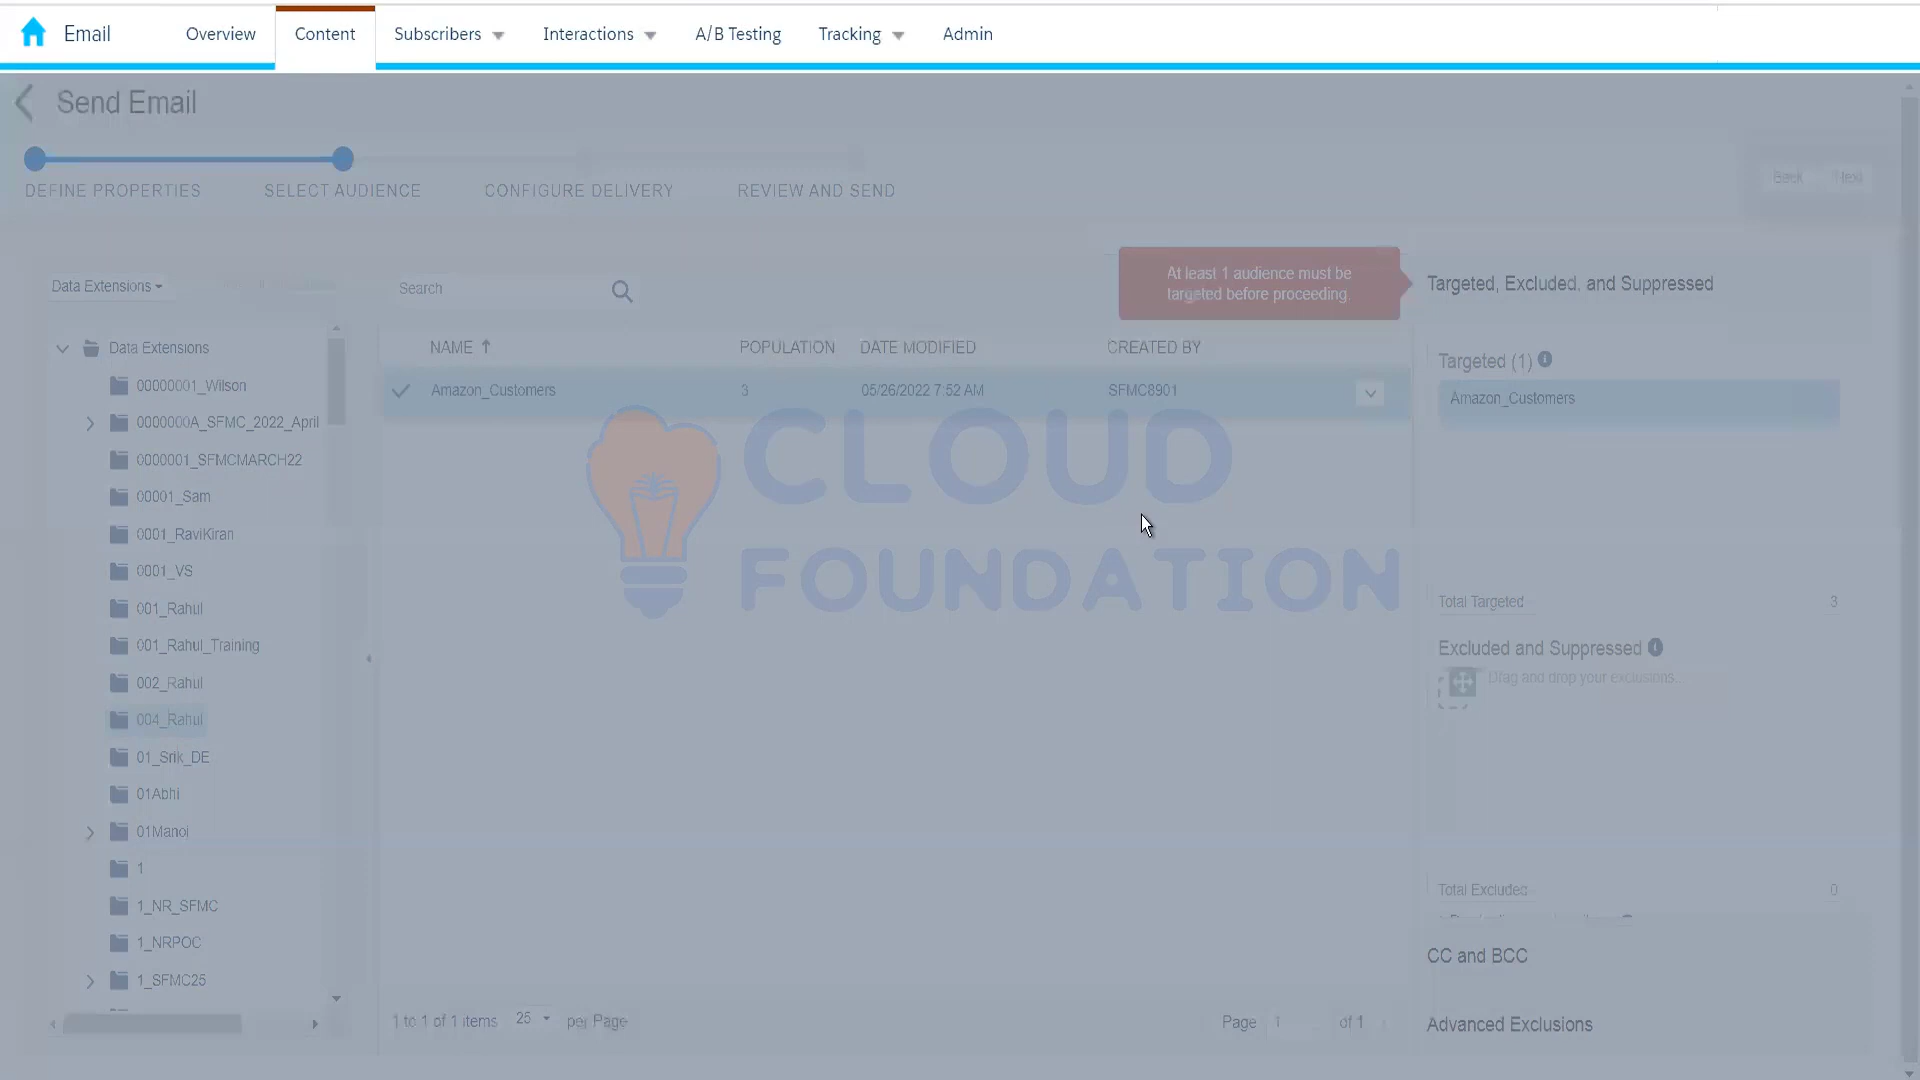 Email
Overview
Content
Subscribers
Interactions
A/B Testing
Tracking
Admin
Send Email
DEFINE PROPERTIES
SELECT AUDIENCE
CONFIGURE DELIVERY
REVIEW AND SEND
Back
Next
Data Extensions
Search
At least 1 audience must be
targeted before proceeding.
Targeted, Excluded, and Suppressed
Data Extensions
00000001_Wilson
0000000A_SFMC_2022_April
0000001_SFMCMARCH22
00001_Sam
0001_RaviKiran
0001_VS
001_Rahul
001_Rahul_Training
002_Rahul
004_Rahul
01_Srik_DE
01Abhi
01Manoj
1
1_NR_SFMC
1_NRPOC
1_SFMC25
NAME
POPULATION
DATE MODIFIED
CREATED BY
Amazon_Customers
3
05/26/2022 7:52 AM
SFMC8901
CLOUD
FOUNDATION
1 to 1 of 1 items
25
per Page
Page
1
of 1
Targeted (1)
Amazon_Customers
Total Targeted
3
Excluded and Suppressed
Drag and drop your exclusions...
Total Excluded
0
CC and BCC
Advanced Exclusions